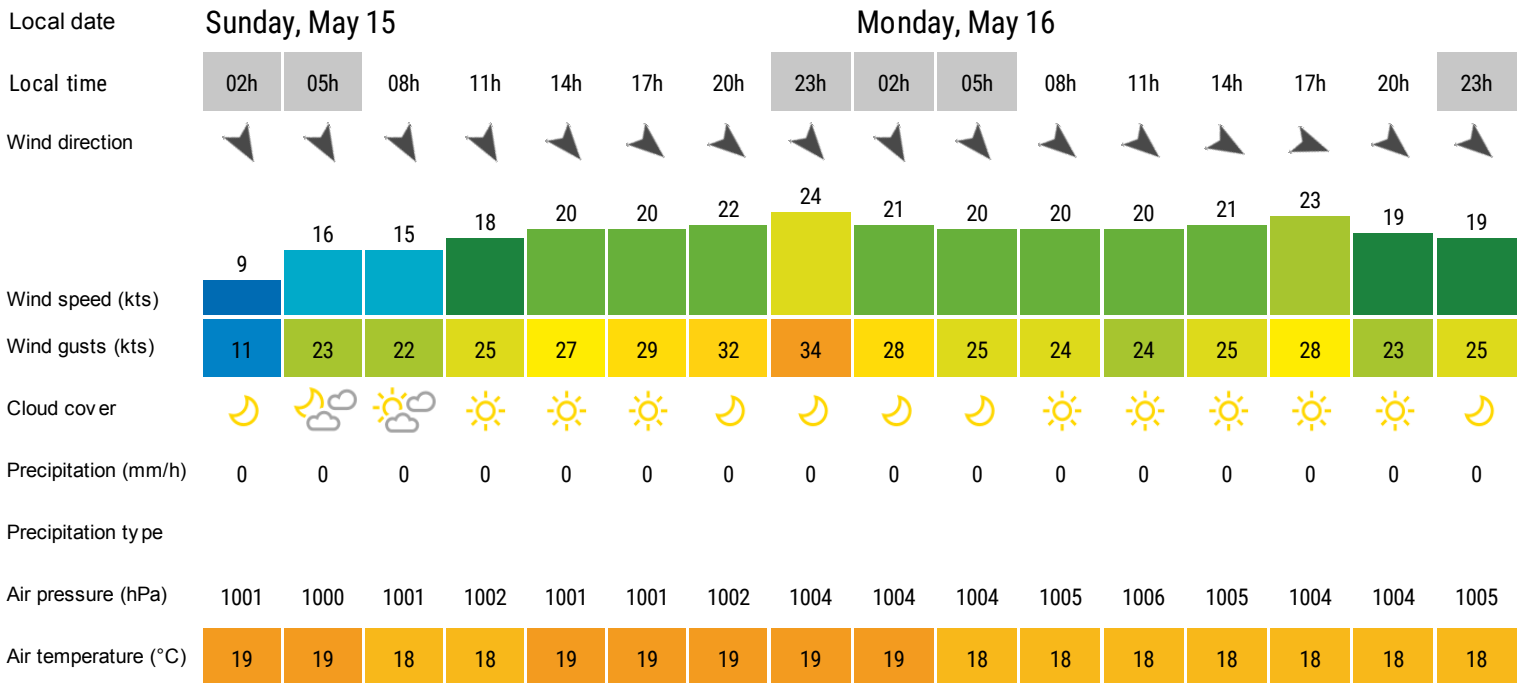 Local date Sunday, May 15 Monday, May 16
Local time 02h 05h 08h 11h 14h 17h 20h 23h 02h 05h 08h 11h 14h 17h 20h 23h
Wind direction
Wind speed (kts) 9 16 15 18 20 20 22 24 21 20 20 20 21 23 19 19
Wind gusts (kts) 11 23 22 25 27 29 32 34 28 25 24 24 25 28 23 25
Cloud cover
Precipitation (mm/h) 0 0 0 0 0 0 0 0 0 0 0 0 0 0 0 0
Precipitation type
Air pressure (hPa) 1001 1000 1001 1002 1001 1001 1002 1004 1004 1004 1005 1006 1005 1004 1004 1005
Air temperature (°C) 19 19 18 18 19 19 19 19 19 18 18 18 18 18 18 18